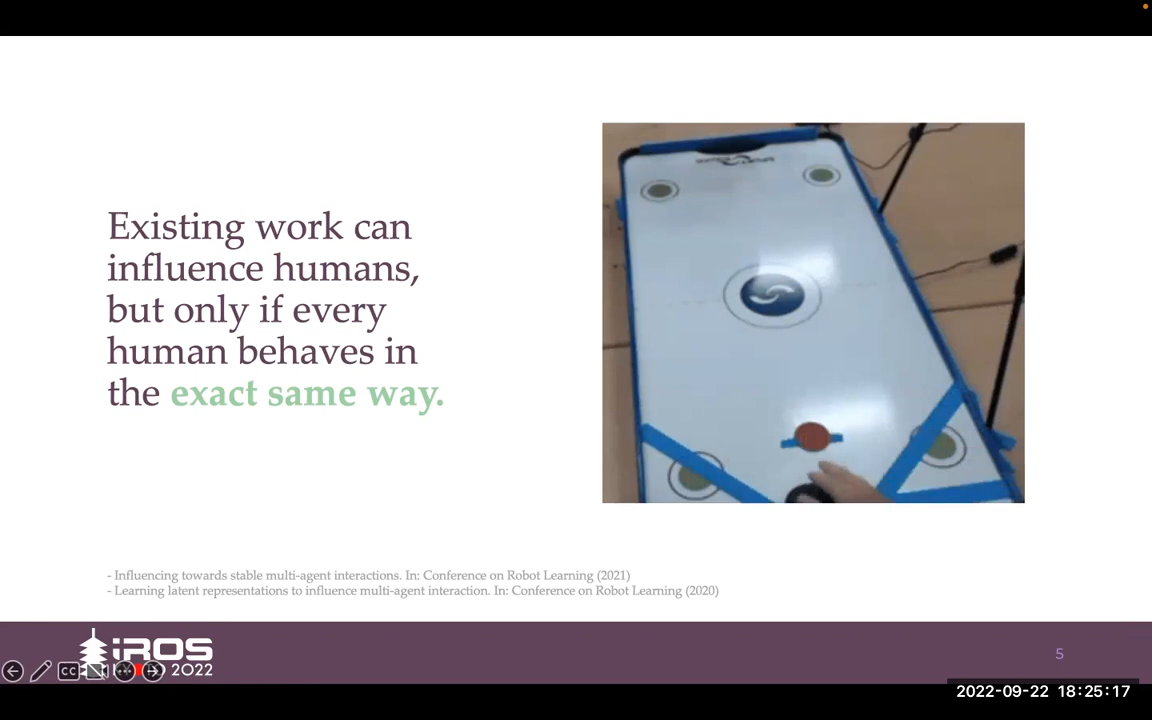 Existing work can
influence humans,
but only if every
human behaves in
the exact same way.
- Influencing towards stable multi-agent interactions. In: Conference on Robot Learning (2021)
- Learning latent representations to influence multi-agent interaction. In: Conference on Robot Learning (2020)
iROS
2022
CC
5
2022-09-22 18:25:17